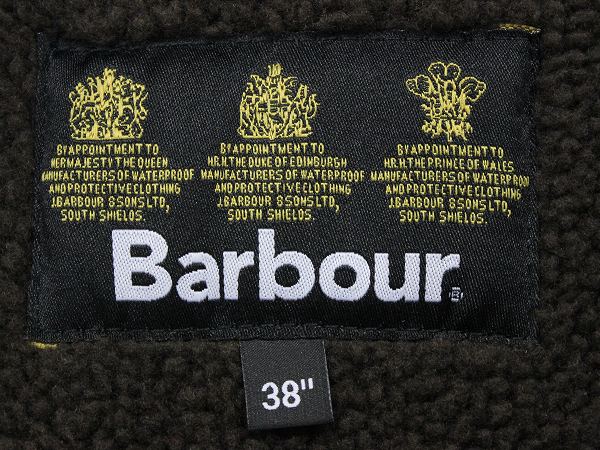 BY APPOINTMENT TO
HER MAJESTY THE QUEEN
MANUFACTURERS OF WATERPROOF
AND PROTECTIVE CLOTHING
J.BARBOUR & SONS LTD,
SOUTH SHIELDS.
BY APPOINTMENT TO
H.R.H. THE DUKE OF EDINBURGH
MANUFACTURERS OF WATERPROOF
AND PROTECTIVE CLOTHING
J.BARBOUR & SONS LTD,
SOUTH SHIELDS.
BY APPOINTMENT TO
H.R.H. THE PRINCE OF WALES
MANUFACTURERS OF WATERPROOF
AND PROTECTIVE CLOTHING
J.BARBOUR & SONS LTD,
SOUTH SHIELDS.
Barbour®
38"